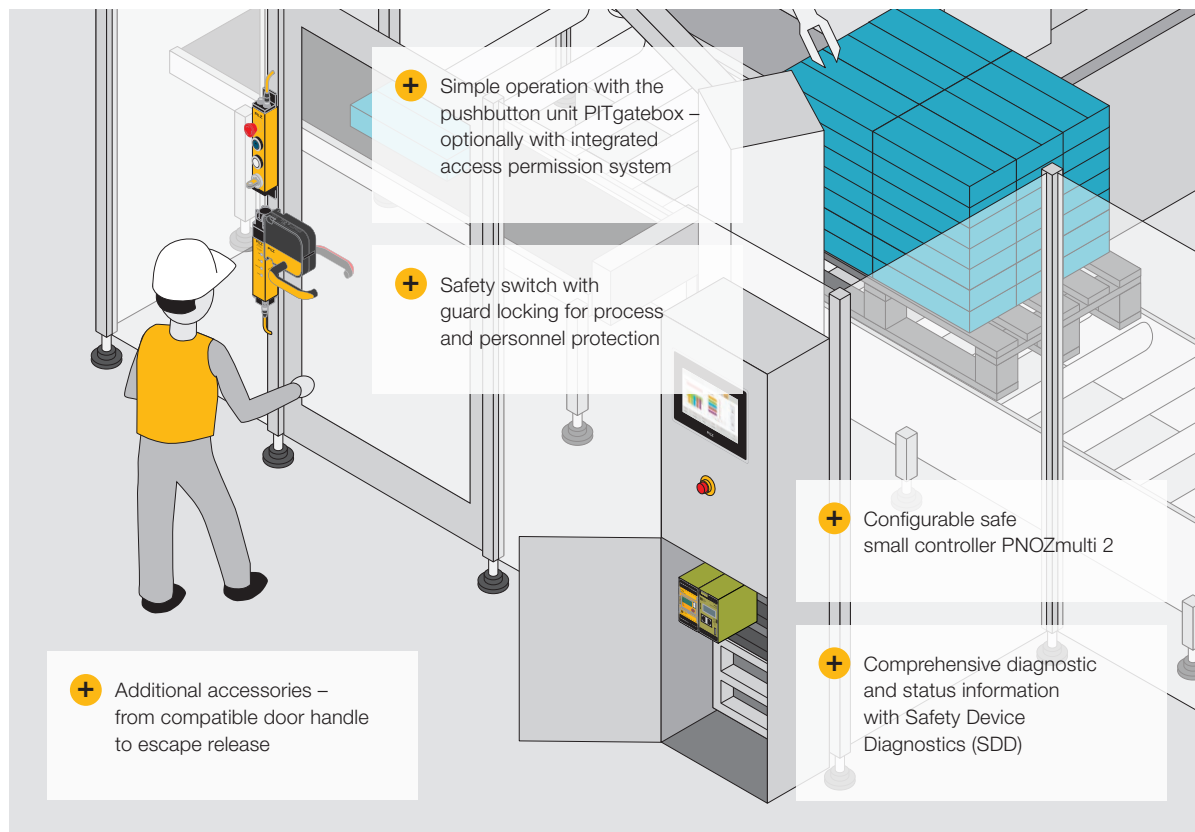 Simple operation with the
pushbutton unit PITgatebox –
optionally with integrated
access permission system
Safety switch with
guard locking for process
and personnel protection
Configurable safe
small controller PNOZmulti 2
Comprehensive diagnostic
and status information
with Safety Device
Diagnostics (SDD)
Additional accessories –
from compatible door handle
to escape release